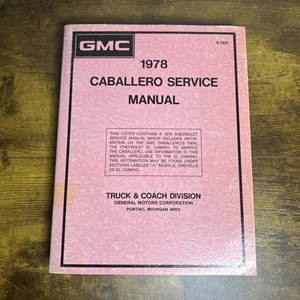 GMC
1978
CABALLERO SERVICE
MANUAL
THIS COVER CONTAINS A 1978 CHEVROLET
SERVICE MANUAL WHICH INCLUDES INFOR-
MATION ON THE GMC CABALLERO'S TWIN,
THE CHEVROLET EL CAMINO. TO SERVICE
THE CABALLERO, USE INFORMATION IN THIS
MANUAL APPLICABLE TO THE EL CAMINO.
THIS INFORMATION MAY BE FOUND UNDER
SECTIONS LABELED "A" MODELS, CHEVELLE
OR EL CAMINO.
TRUCK & COACH DIVISION
GENERAL MOTORS CORPORATION
PONTIAC, MICHIGAN